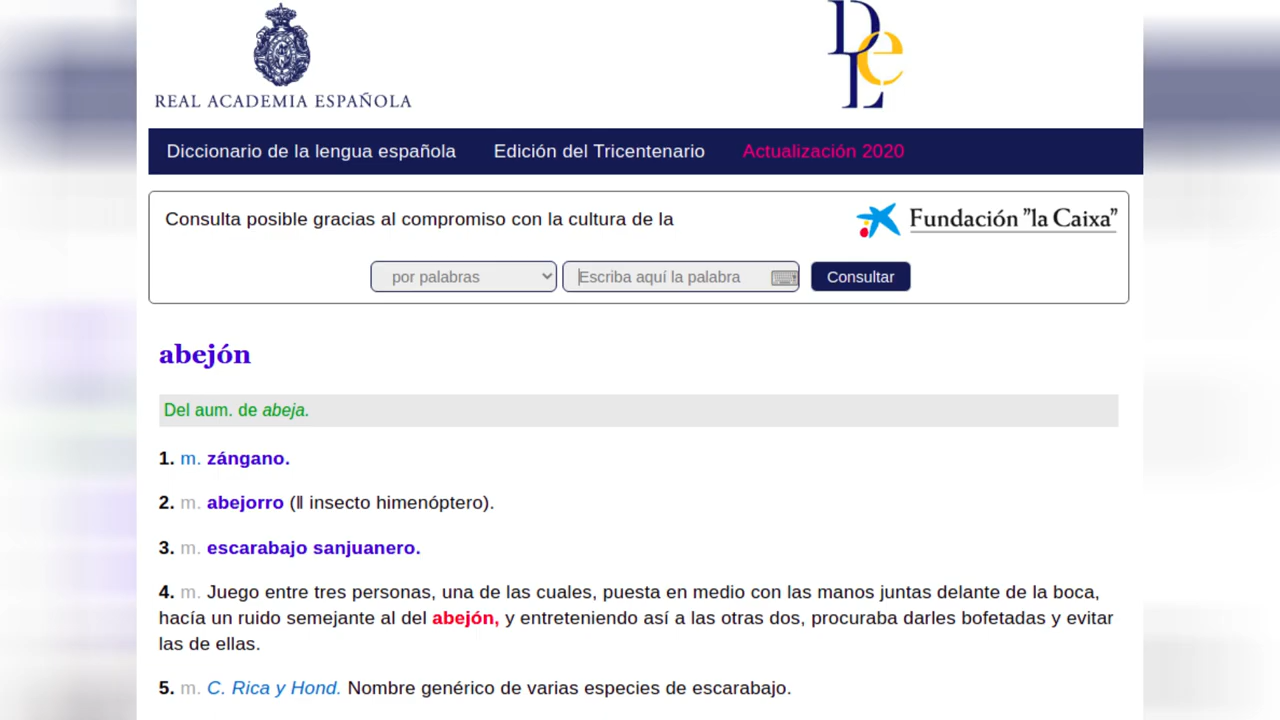 REAL ACADEMIA ESPAÑOLA
DLe
Diccionario de la lengua española Edición del Tricentenario Actualización 2020
Consulta posible gracias al compromiso con la cultura de la Fundación "la Caixa"
por palabras Escriba aquí la palabra Consultar
abejón
Del aum. de abeja.
1. m. zángano.
2. m. abejorro (ǁ insecto himenóptero).
3. m. escarabajo sanjuanero.
4. m. Juego entre tres personas, una de las cuales, puesta en medio con las manos juntas delante de la boca,
hacía un ruido semejante al del abejón, y entreteniendo así a las otras dos, procuraba darles bofetadas y evitar
las de ellas.
5. m. C. Rica y Hond. Nombre genérico de varias especies de escarabajo.